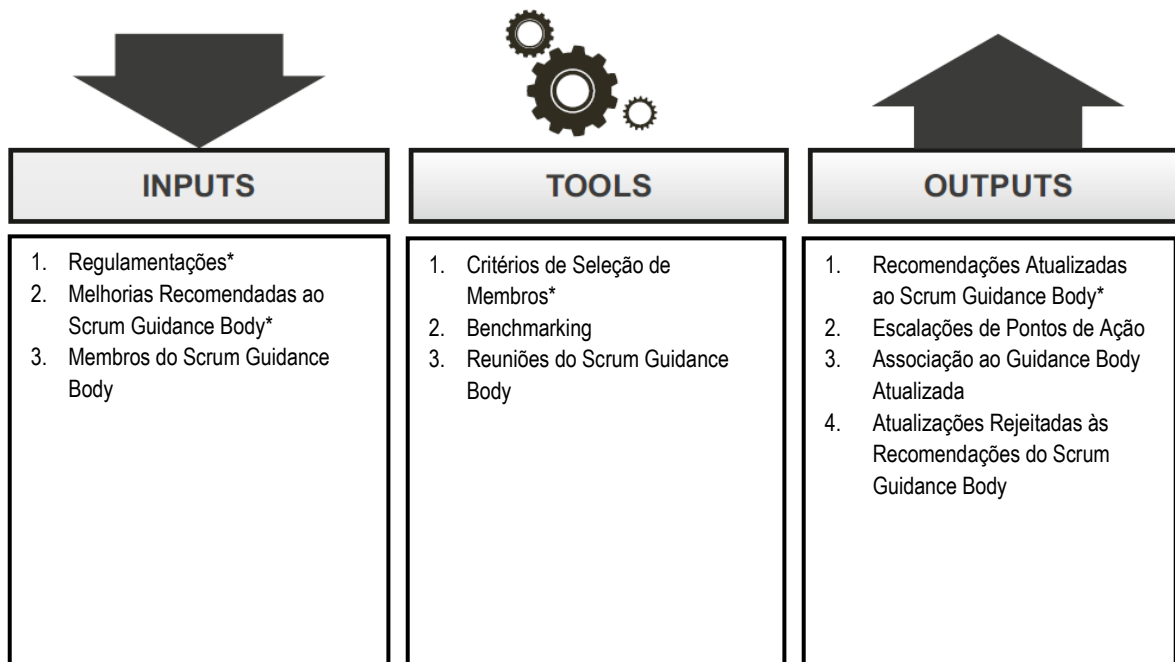 INPUTS
1. Regulamentações*
2. Melhorias Recomendadas ao
Scrum Guidance Body*
3. Membros do Scrum Guidance
Body
TOOLS
1. Critérios de Seleção de
Membros*
2. Benchmarking
3. Reuniões do Scrum Guidance
Body
OUTPUTS
1. Recomendações Atualizadas
ao Scrum Guidance Body*
2. Escalações de Pontos de Ação
3. Associação ao Guidance Body
Atualizada
4. Atualizações Rejeitadas às
Recomendações do Scrum
Guidance Body